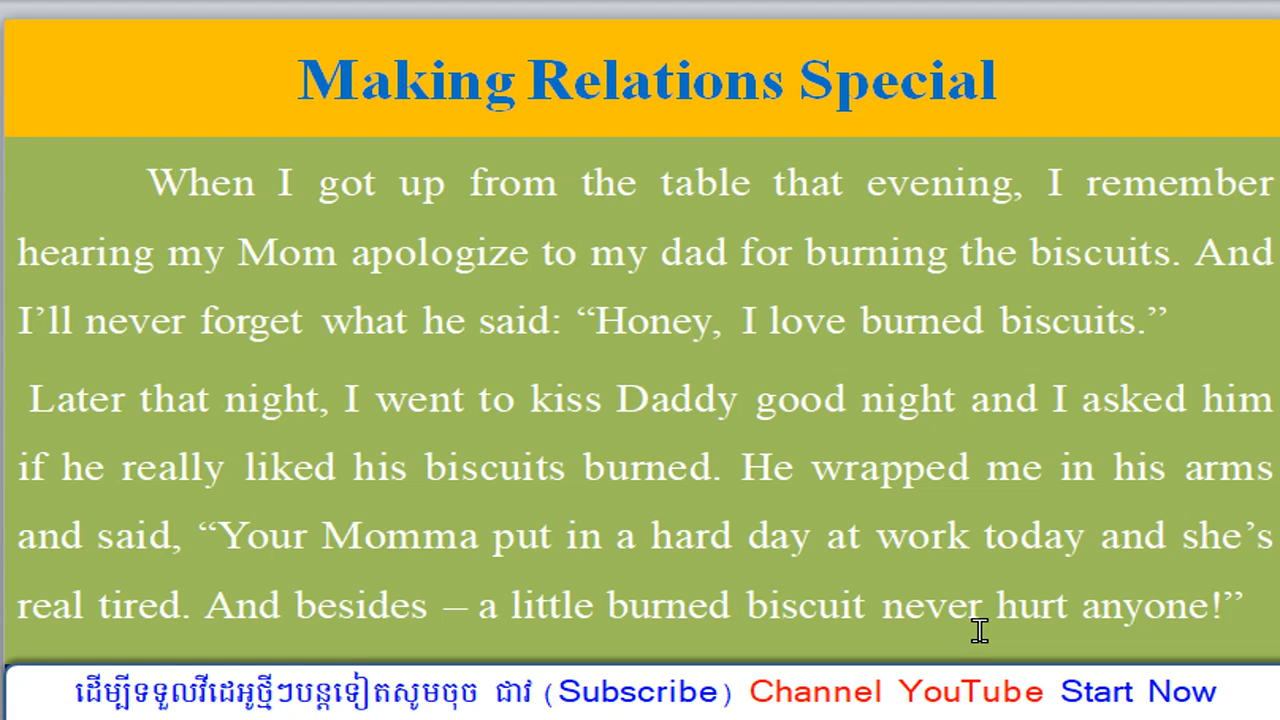 Making Relations Special
When I got up from the table that evening, I remember
hearing my Mom apologize to my dad for burning the biscuits. And
I’ll never forget what he said: “Honey, I love burned biscuits.”
Later that night, I went to kiss Daddy good night and I asked him
if he really liked his biscuits burned. He wrapped me in his arms
and said, “Your Momma put in a hard day at work today and she’s
real tired. And besides – a little burned biscuit never hurt anyone!”
ដើម្បីទទួលវីដេអូថ្មីៗបន្តទៀតសូមចុច ជាវ (Subscribe) Channel YouTube Start Now